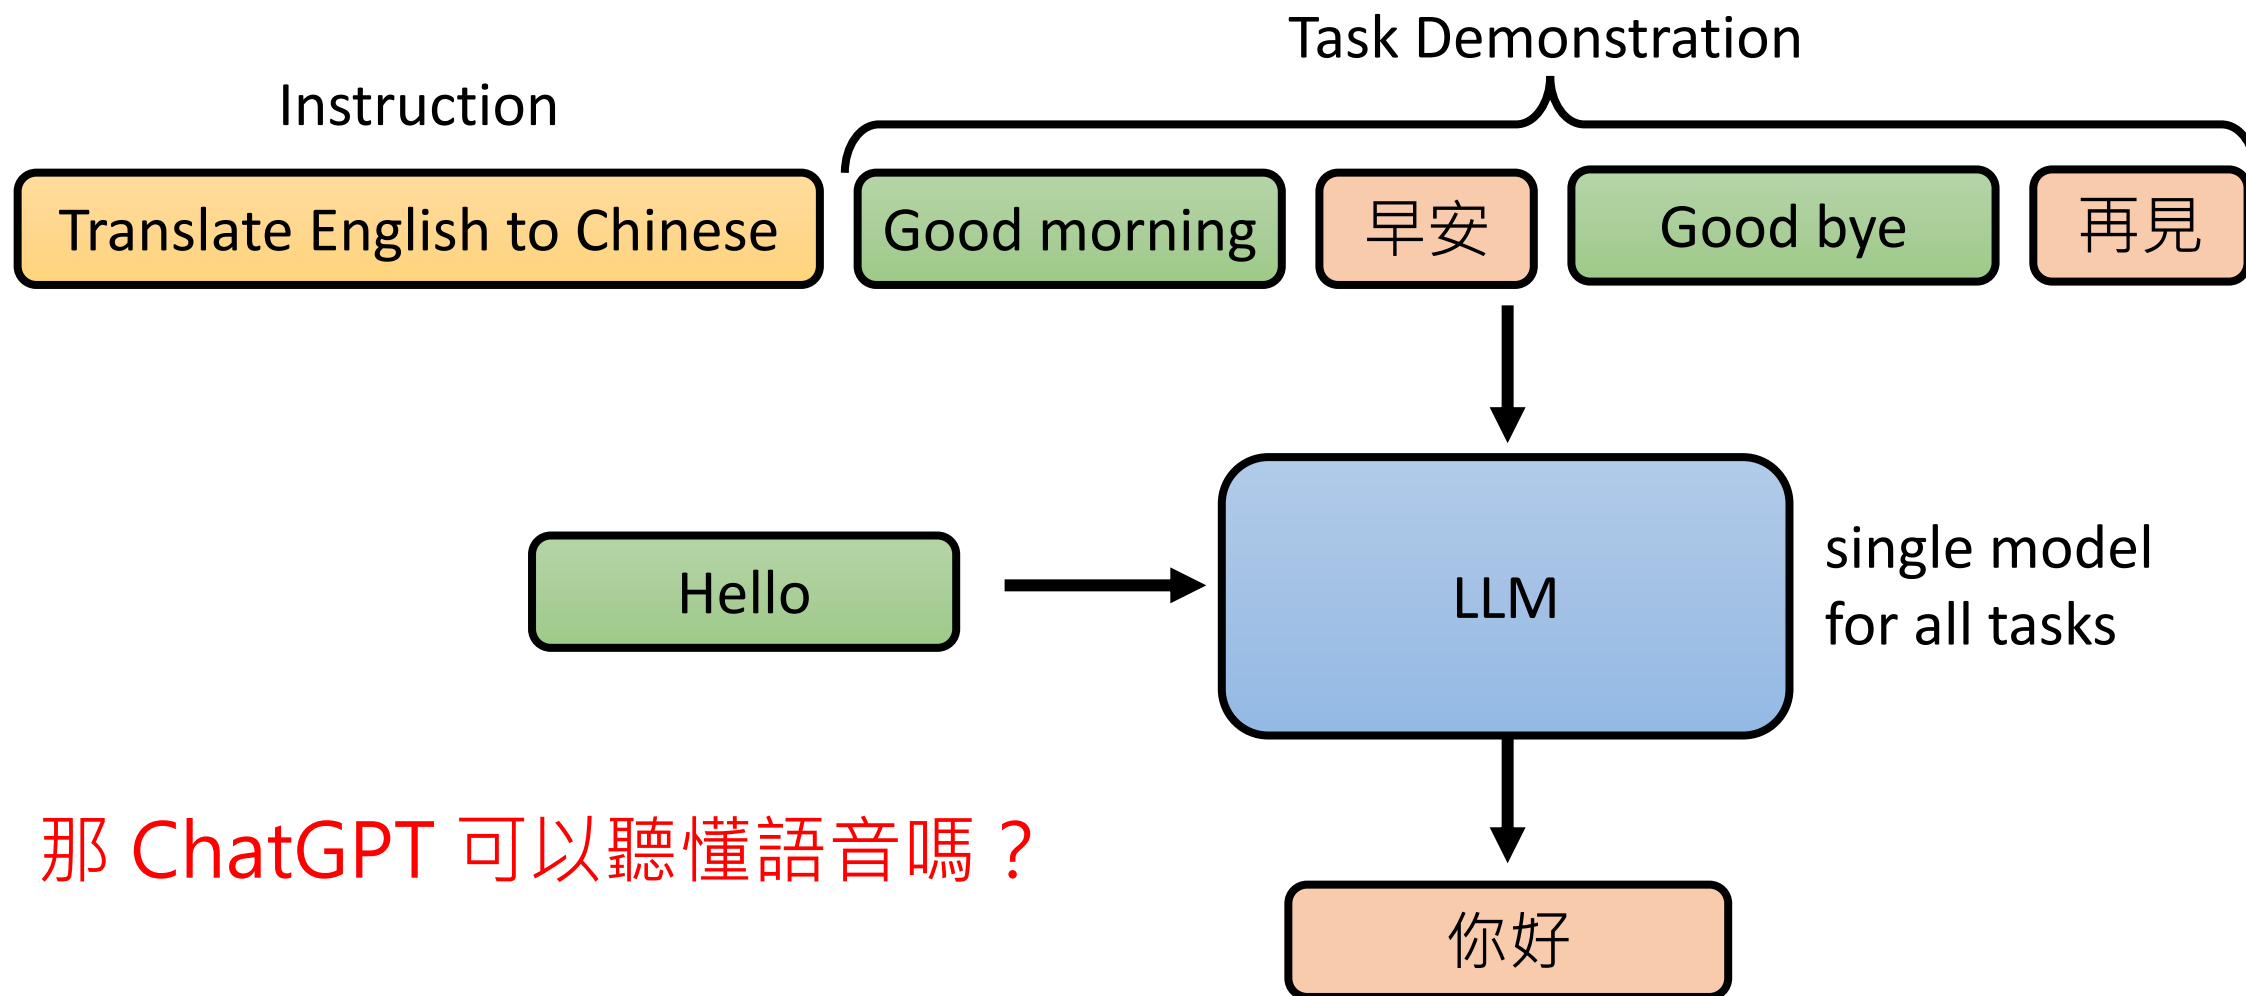 Task Demonstration
Instruction
Translate English to Chinese
Good morning
早安
Good bye
再見
Hello
LLM
single model
for all tasks
那 ChatGPT 可以聽懂語音嗎？
你好